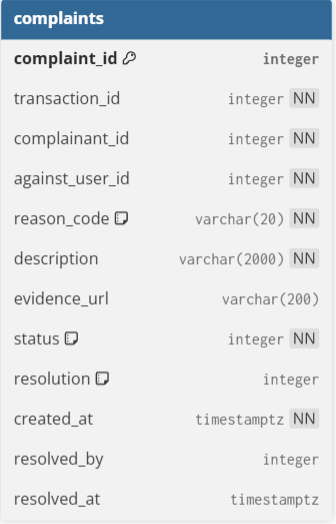 complaints
complaint_id integer
transaction_id integer NN
complainant_id integer NN
against_user_id integer NN
reason_code varchar(20) NN
description varchar(2000) NN
evidence_url varchar(200)
status integer NN
resolution integer
created_at timestamptz NN
resolved_by integer
resolved_at timestamptz